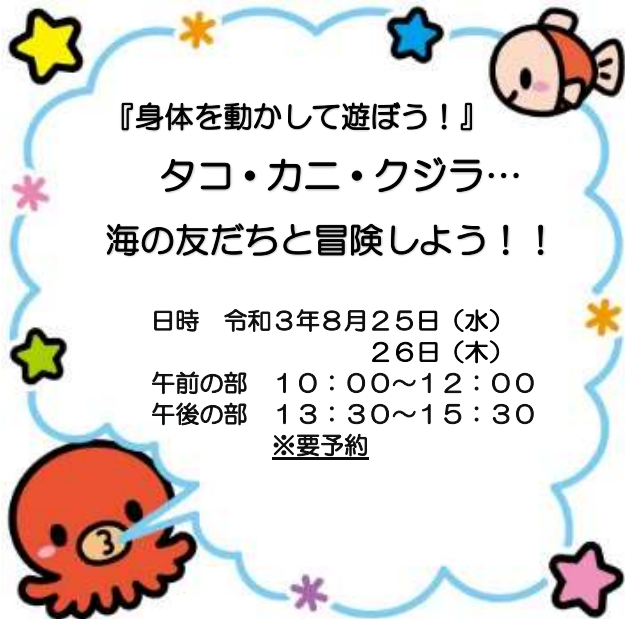 『身体を動かして遊ぼう！』
タコ・カニ・クジラ…
海の友だちと冒険しよう！！
日時　令和３年８月２５日（水）
２６日（木）
午前の部　１０：００～１２：００
午後の部　１３：３０～１５：３０
※要予約